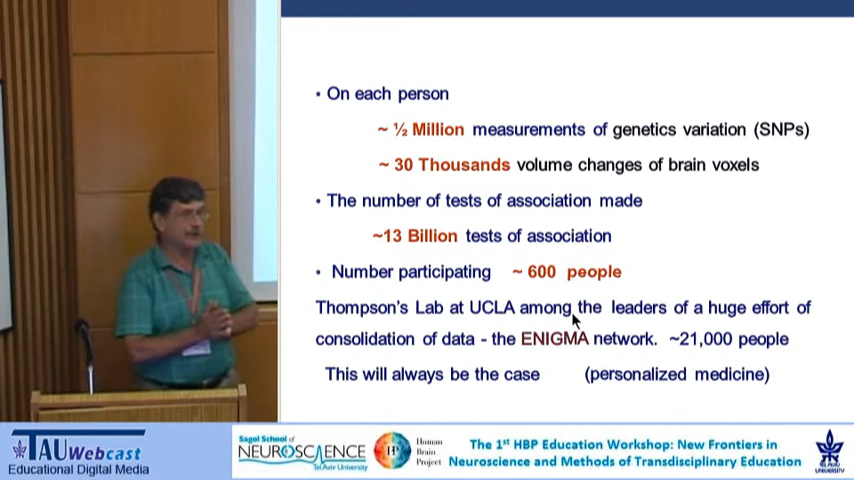 • On each person
~ ½ Million measurements of genetics variation (SNPs)
~ 30 Thousands volume changes of brain voxels
• The number of tests of association made
~13 Billion tests of association
• Number participating ~ 600 people
Thompson's Lab at UCLA among the leaders of a huge effort of
consolidation of data - the ENIGMA network. ~21,000 people
This will always be the case (personalized medicine)
TAU Webcast
Educational Digital Media
Sagol School of
NEUROSCIENCE
Tel Aviv University
HBP
Human
Brain
Project
The 1st HBP Education Workshop: New Frontiers in
Neuroscience and Methods of Transdisciplinary Education
TEL AVIV
UNIVERSITY